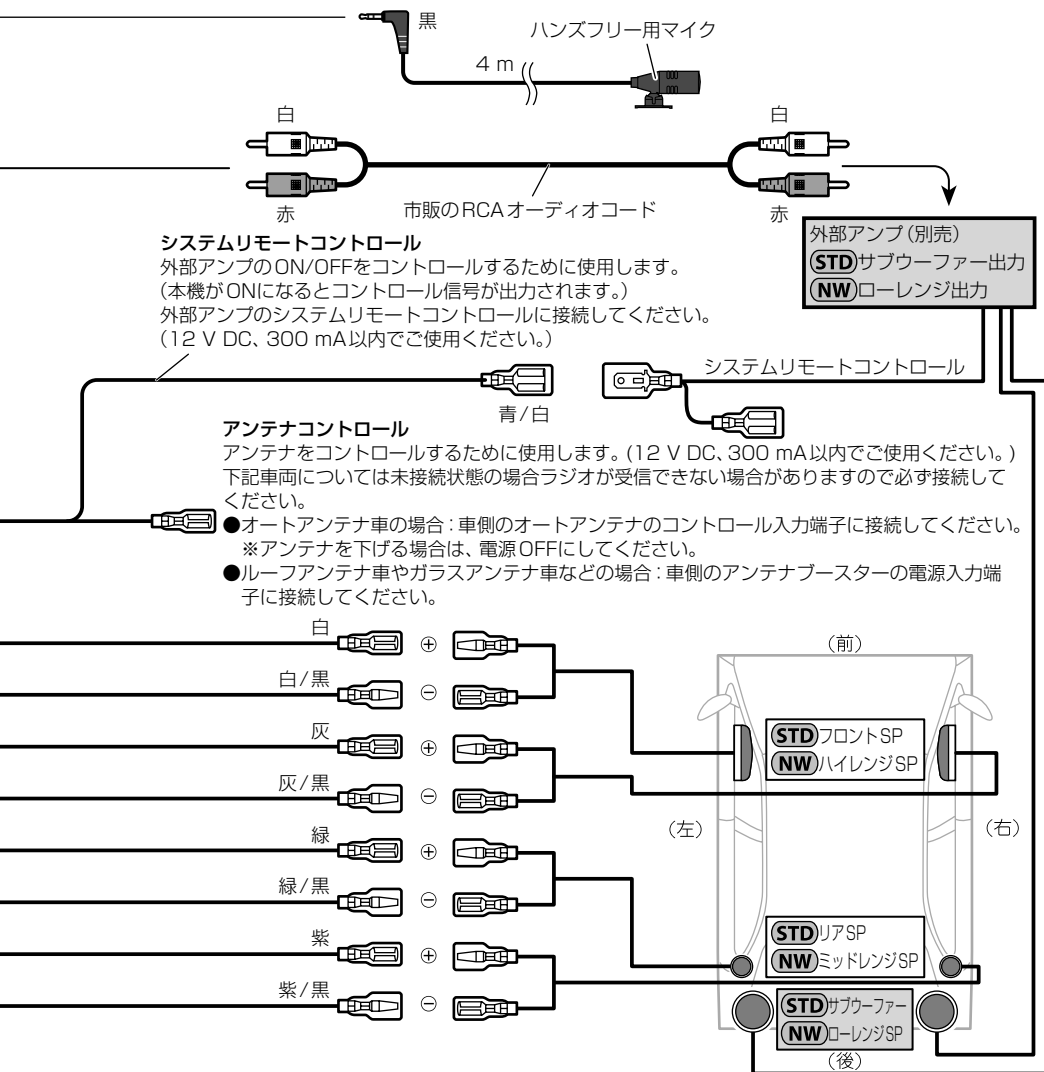 黒
ハンズフリー用マイク
4 m
白
白
赤
市販のRCAオーディオコード
赤
外部アンプ(別売)
STDサブウーファー出力
NWローレンジ出力
システムリモートコントロール
外部アンプのON/OFFをコントロールするために使用します。
(本機がONになるとコントロール信号が出力されます。)
外部アンプのシステムリモートコントロールに接続してください。
(12 V DC、300 mA以内でご使用ください。)
システムリモートコントロール
青/白
アンテナコントロール
アンテナをコントロールするために使用します。(12 V DC、300 mA以内でご使用ください。)
下記車両については未接続状態の場合ラジオが受信できない場合がありますので必ず接続して
ください。
●オートアンテナ車の場合:車側のオートアンテナのコントロール入力端子に接続してください。
※アンテナを下げる場合は、電源OFFにしてください。
●ルーフアンテナ車やガラスアンテナ車などの場合:車側のアンテナブースターの電源入力端
子に接続してください。
白
⊕
白/黒
⊖
灰
⊕
灰/黒
⊖
緑
⊕
緑/黒
⊖
紫
⊕
紫/黒
⊖
(前)
STDフロントSP
NWハイレンジSP
(左)
(右)
STDリアSP
NWミッドレンジSP
STDサブウーファー
NWローレンジSP
(後)